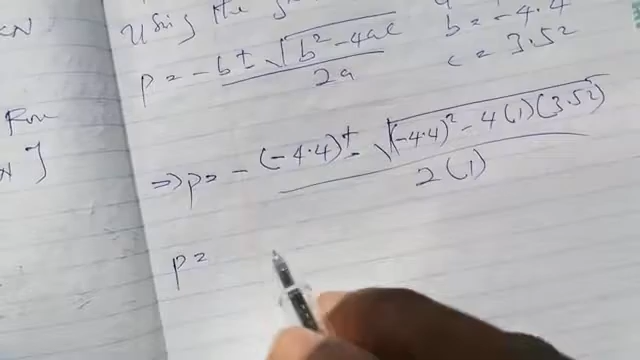 Using the
b = -4.4
p = -b ± √b² - 4ac / 2a
c = 3.52
⇒ p = -(-4.4) ± √(-4.4)² - 4(1)(3.52) / 2(1)
p =